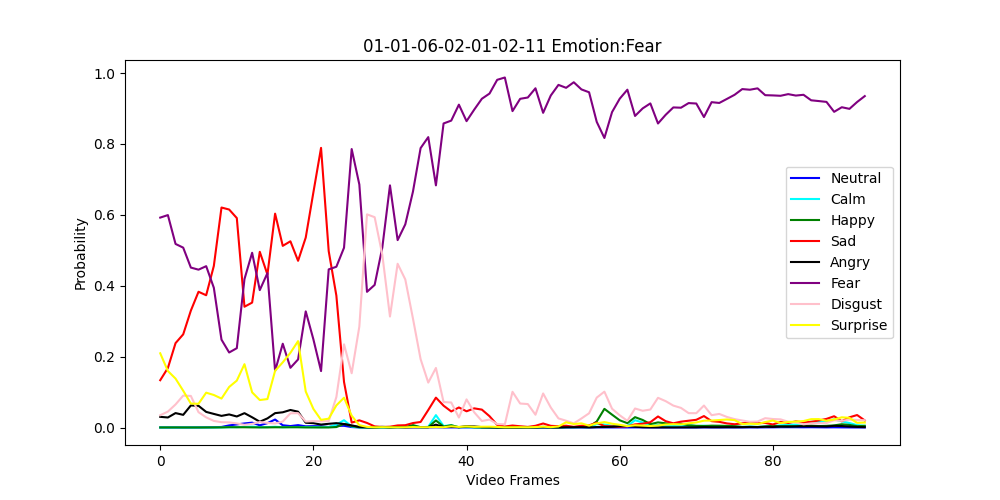 01-01-06-02-01-02-11 Emotion:Fear
Probability
1.0
0.8
0.6
0.4
0.2
0.0
0
20
40
60
80
Video Frames
Neutral
Calm
Happy
Sad
Angry
Fear
Disgust
Surprise